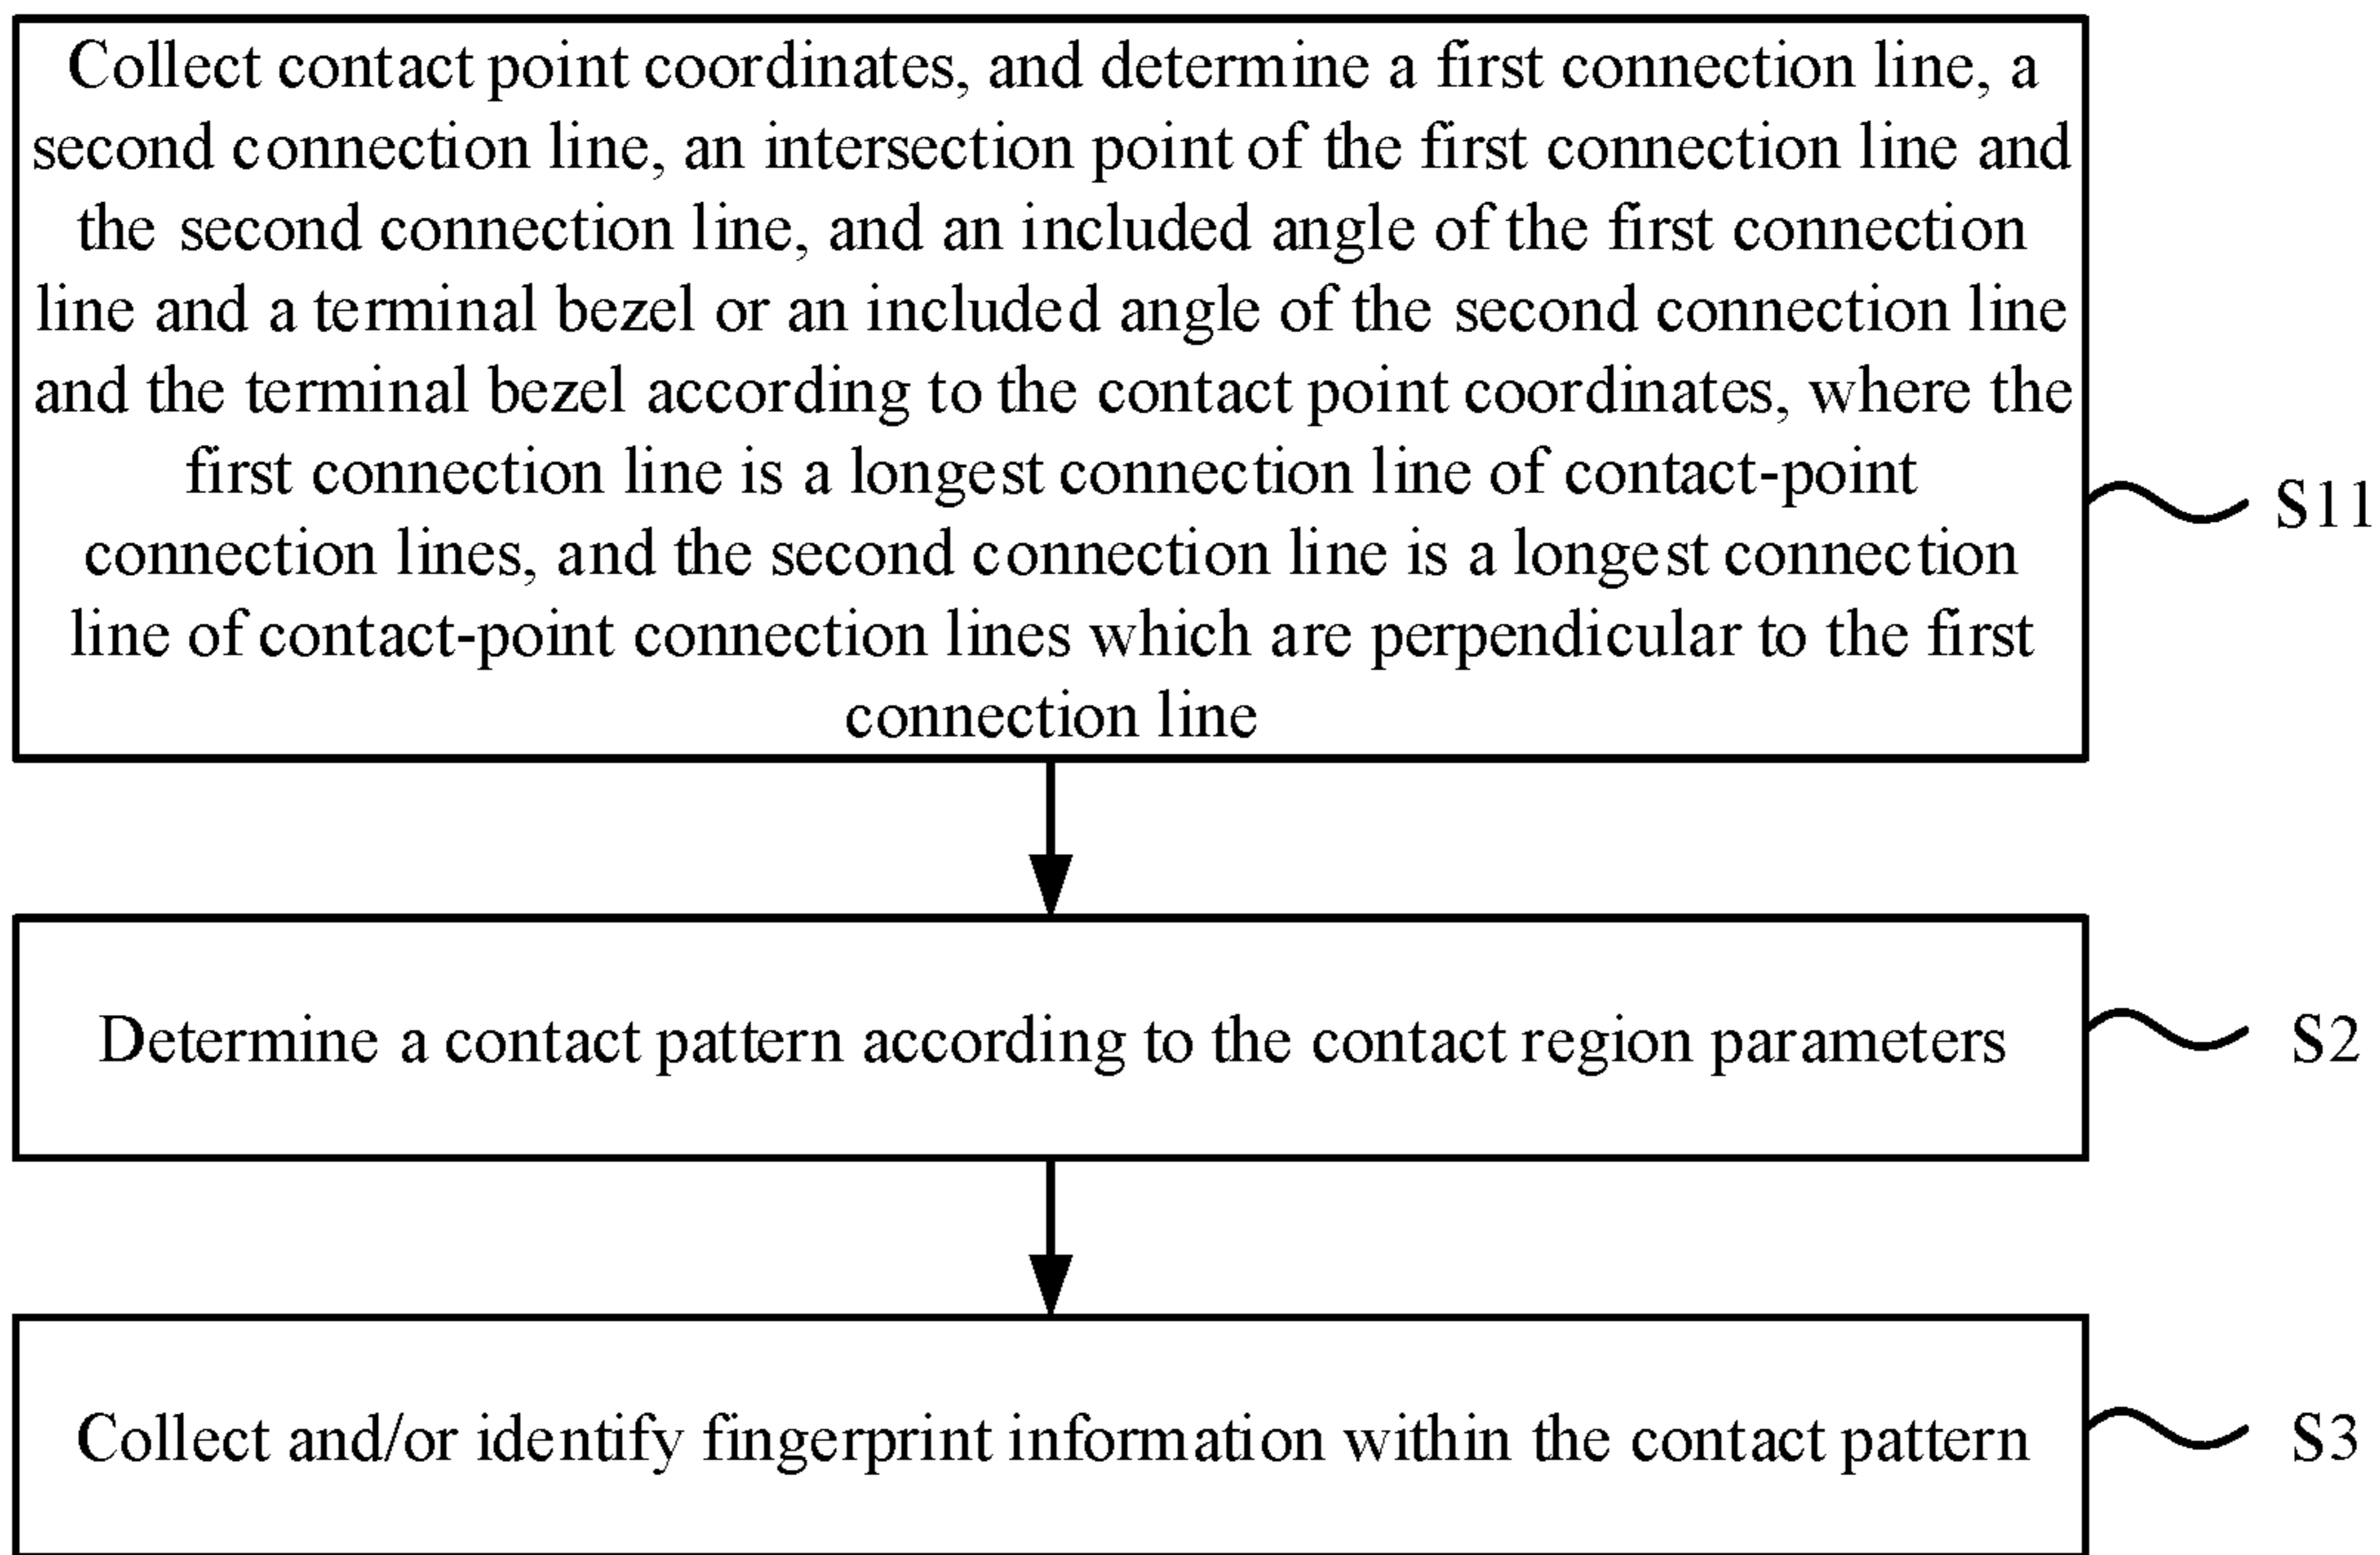 Collect contact point coordinates, and determine a first connection line, a
second connection line, an intersection point of the first connection line and
the second connection line, and an included angle of the first connection
line and a terminal bezel or an included angle of the second connection line
and the terminal bezel according to the contact point coordinates, where the
first connection line is a longest connection line of contact-point
connection lines, and the second connection line is a longest connection
line of contact-point connection lines which are perpendicular to the first
connection line
S11
Determine a contact pattern according to the contact region parameters
S2
Collect and/or identify fingerprint information within the contact pattern
S3